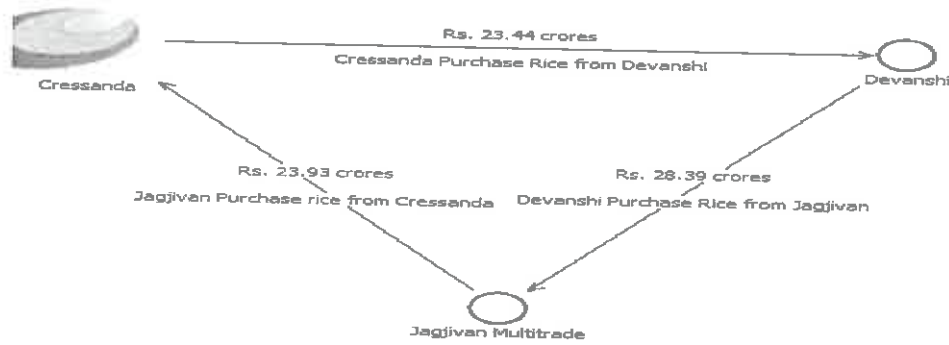 Rs. 23.44 crores
Cressanda Purchase Rice from Devanshi
Cressanda
Devanshi
Rs. 23.93 crores
Jagjivan Purchase rice from Cressanda
Rs. 28.39 crores
Devanshi Purchase Rice from Jagjivan
Jagjivan Multitrade